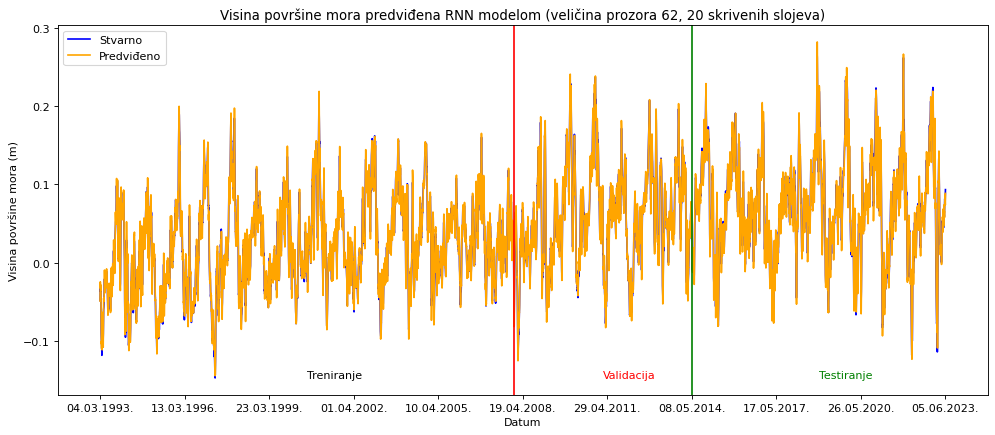 Visina površine mora predviđena RNN modelom (veličina prozora 62, 20 skrivenih slojeva)
Stvarno
Predviđeno
0.3
0.2
0.1
0.0
−0.1
Visina površine mora (m)
Treniranje
Validacija
Testiranje
04.03.1993. 13.03.1996. 23.03.1999. 01.04.2002. 10.04.2005. 19.04.2008. 29.04.2011. 08.05.2014. 17.05.2017. 26.05.2020. 05.06.2023.
Datum